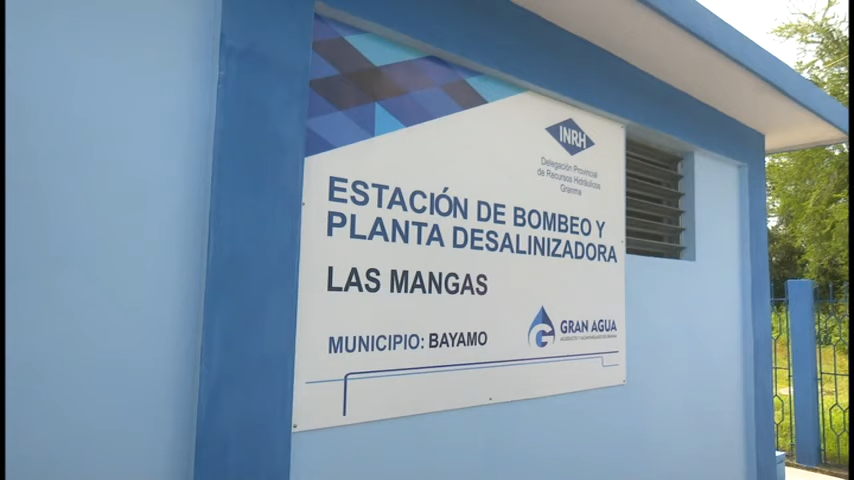 INRH
Delegación Provincial
de Recursos Hidráulicos
Granma
ESTACIÓN DE BOMBEO Y
PLANTA DESALINIZADORA
LAS MANGAS
MUNICIPIO: BAYAMO
GRAN AGUA